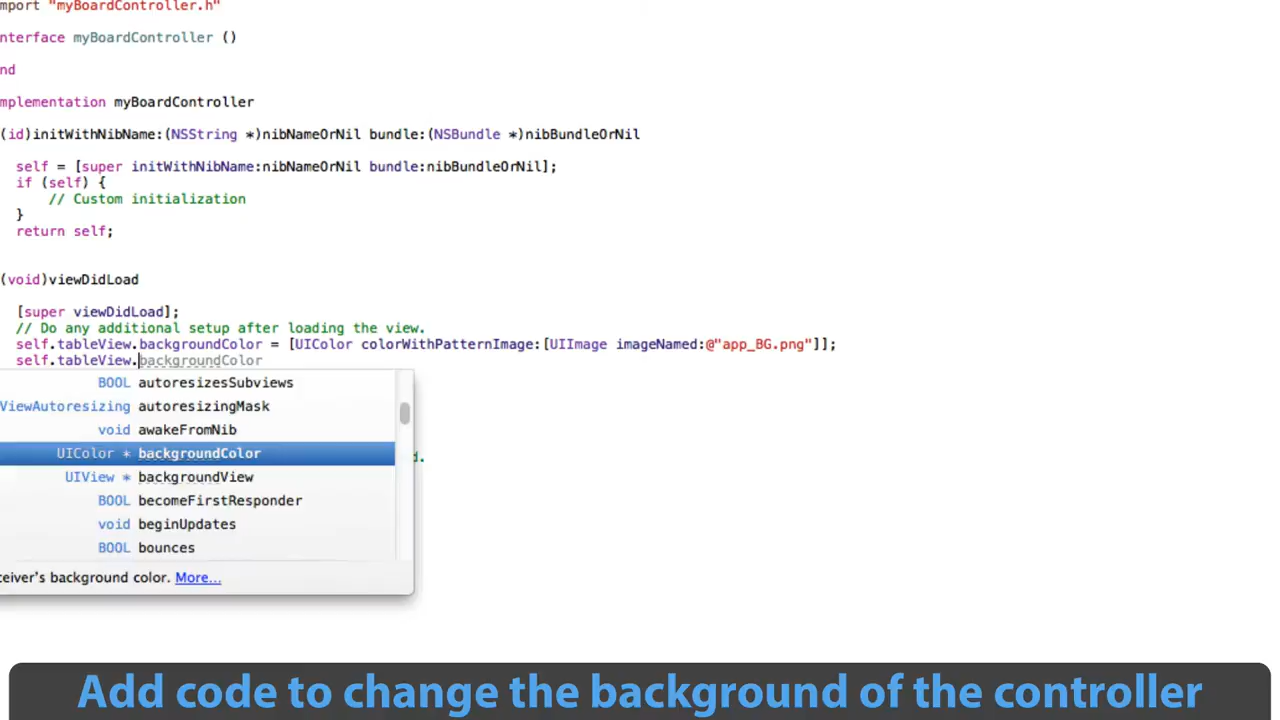 mport "myBoardController.h"
nterface myBoardController ()
nd
mplementation myBoardController
(id)initWithNibName:(NSString *)nibNameOrNil bundle:(NSBundle *)nibBundleOrNil
self = [super initWithNibName:nibNameOrNil bundle:nibBundleOrNil];
if (self) {
// Custom initialization
}
return self;
(void)viewDidLoad
[super viewDidLoad];
// Do any additional setup after loading the view.
self.tableView.backgroundColor = [UIColor colorWithPatternImage:[UIImage imageNamed:@"app_BG.png"]];
self.tableView.backgroundColor
BOOL autoresizesSubviews
ViewAutoresizing autoresizingMask
void awakeFromNib
UIColor * backgroundColor
d.
UIView * backgroundView
BOOL becomeFirstResponder
void beginUpdates
BOOL bounces
ceiver's background color. More...
Add code to change the background of the controller